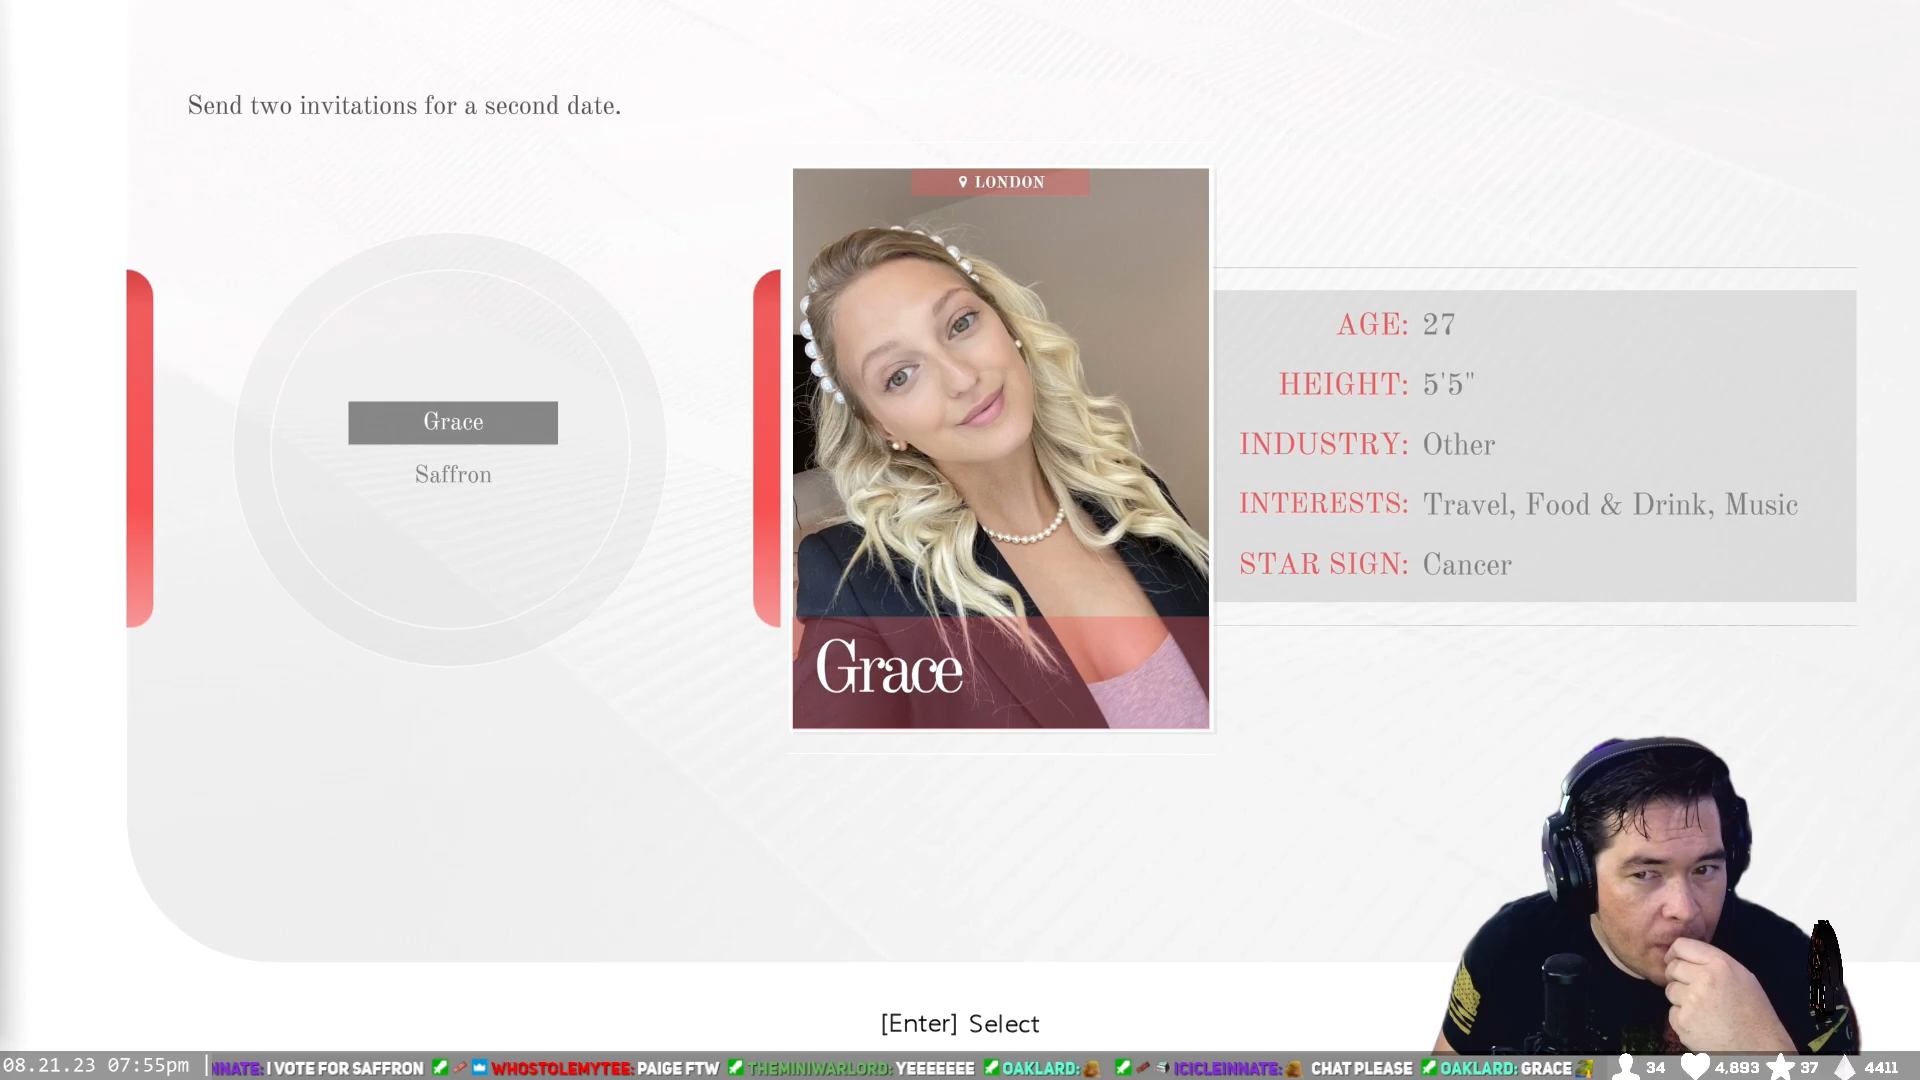 Send two invitations for a second date.
LONDON
Grace
Saffron
Grace
AGE: 27
HEIGHT: 5'5"
INDUSTRY: Other
INTERESTS: Travel, Food & Drink, Music
STAR SIGN: Cancer
[Enter] Select
08.21.23 07:55pm
NNATE: I VOTE FOR SAFFRON WHOSTOLEMYTEE: PAIGE FTW THEMINIWARLORD: YEEEEEEE OAKLARD: ICICLEINNATE: CHAT PLEASE OAKLARD: GRACE 34 4,893 37 4411